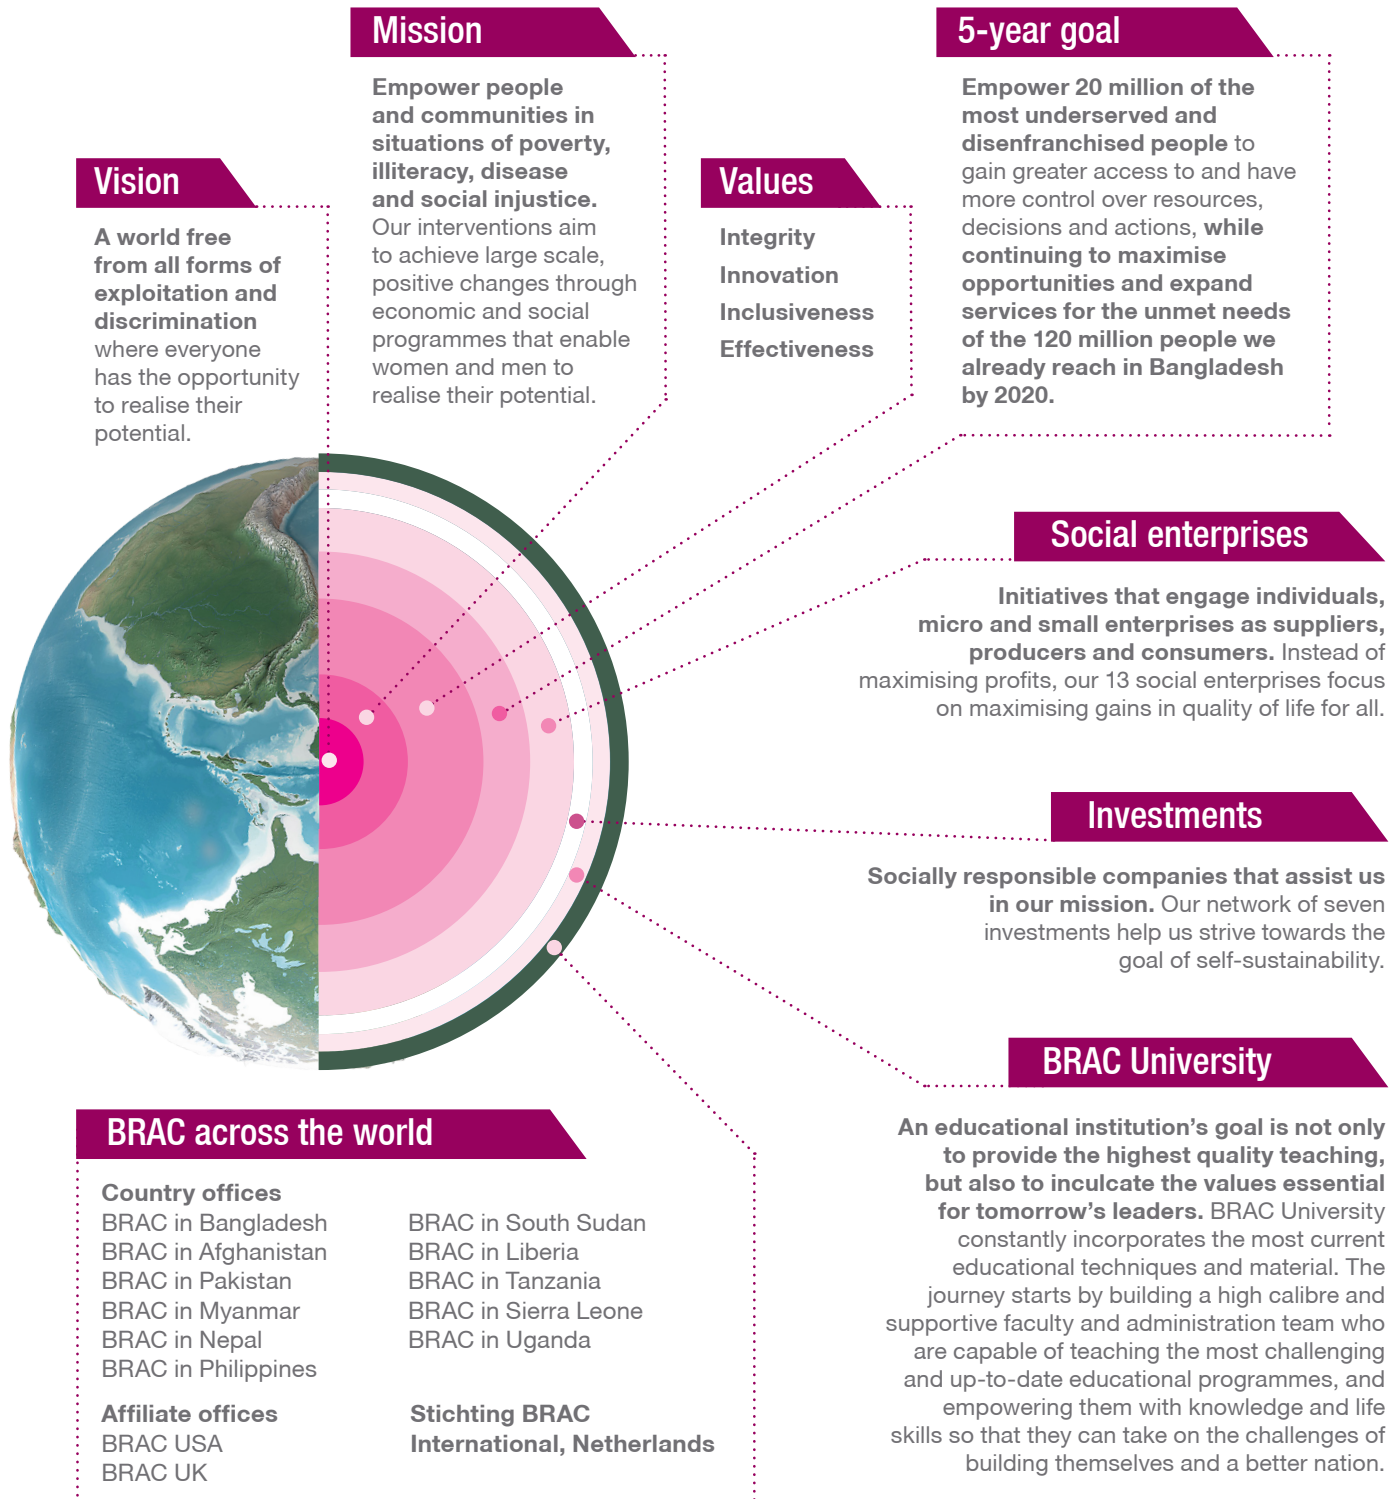 Mission
Empower people
and communities in
situations of poverty,
illiteracy, disease
and social injustice.
Our interventions aim
to achieve large scale,
positive changes through
economic and social
programmes that enable
women and men to
realise their potential.
5-year goal
Empower 20 million of the
most underserved and
disenfranchised people to
gain greater access to and have
more control over resources,
decisions and actions, while
continuing to maximise
opportunities and expand
services for the unmet needs
of the 120 million people we
already reach in Bangladesh
by 2020.
Vision
A world free
from all forms of
exploitation and
discrimination
where everyone
has the opportunity
to realise their
potential.
Values
Integrity
Innovation
Inclusiveness
Effectiveness
Social enterprises
Initiatives that engage individuals,
micro and small enterprises as suppliers,
producers and consumers. Instead of
maximising profits, our 13 social enterprises focus
on maximising gains in quality of life for all.
Investments
Socially responsible companies that assist us
in our mission. Our network of seven
investments help us strive towards the
goal of self-sustainability.
BRAC University
An educational institution’s goal is not only
to provide the highest quality teaching,
but also to inculcate the values essential
for tomorrow’s leaders. BRAC University
constantly incorporates the most current
educational techniques and material. The
journey starts by building a high calibre and
supportive faculty and administration team who
are capable of teaching the most challenging
and up-to-date educational programmes, and
empowering them with knowledge and life
skills so that they can take on the challenges of
building themselves and a better nation.
BRAC across the world
Country offices
BRAC in Bangladesh
BRAC in Afghanistan
BRAC in Pakistan
BRAC in Myanmar
BRAC in Nepal
BRAC in Philippines
BRAC in South Sudan
BRAC in Liberia
BRAC in Tanzania
BRAC in Sierra Leone
BRAC in Uganda
Affiliate offices
BRAC USA
BRAC UK
Stichting BRAC
International, Netherlands